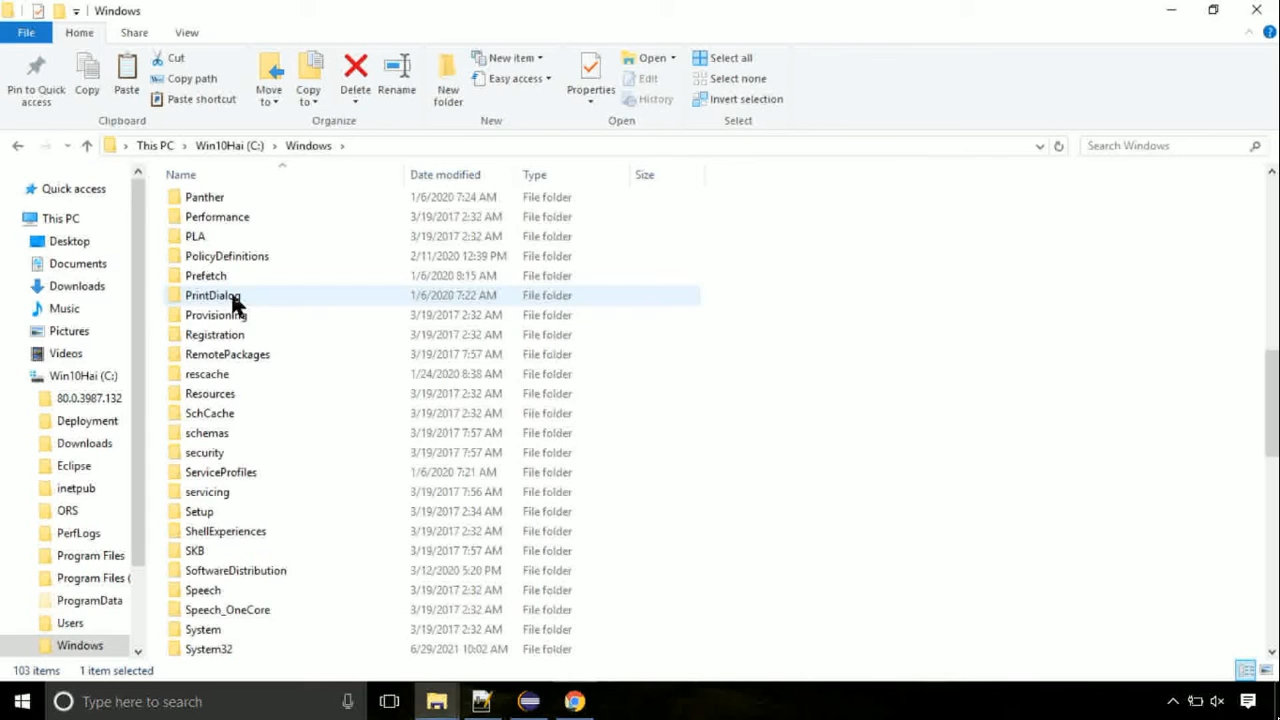 Windows
File Home Share View
Pin to Quick access
Copy
Paste
Cut
Copy path
Paste shortcut
Clipboard
Move to
Copy to
Delete
Rename
Organize
New folder
New item
Easy access
New
Properties
Open
Edit
History
Open
Select all
Select none
Invert selection
Select
This PC > Win10Hai (C:) > Windows >
Search Windows
Quick access
This PC
Desktop
Documents
Downloads
Music
Pictures
Videos
Win10Hai (C:)
80.0.3987.132
Deployment
Downloads
Eclipse
inetpub
ORS
PerfLogs
Program Files
Program Files (
ProgramData
Users
Windows
Name Date modified Type Size
Panther 1/6/2020 7:24 AM File folder
Performance 3/19/2017 2:32 AM File folder
PLA 3/19/2017 2:32 AM File folder
PolicyDefinitions 2/11/2020 12:39 PM File folder
Prefetch 1/6/2020 8:15 AM File folder
PrintDialog 1/6/2020 7:22 AM File folder
Provisioning 3/19/2017 2:32 AM File folder
Registration 3/19/2017 2:32 AM File folder
RemotePackages 3/19/2017 7:57 AM File folder
rescache 1/24/2020 8:38 AM File folder
Resources 3/19/2017 2:32 AM File folder
SchCache 3/19/2017 2:32 AM File folder
schemas 3/19/2017 7:57 AM File folder
security 3/19/2017 7:57 AM File folder
ServiceProfiles 1/6/2020 7:21 AM File folder
servicing 3/19/2017 7:56 AM File folder
Setup 3/19/2017 2:34 AM File folder
ShellExperiences 3/19/2017 2:32 AM File folder
SKB 3/19/2017 7:57 AM File folder
SoftwareDistribution 3/12/2020 5:20 PM File folder
Speech 3/19/2017 2:32 AM File folder
Speech_OneCore 3/19/2017 2:32 AM File folder
System 3/19/2017 2:32 AM File folder
System32 6/29/2021 10:02 AM File folder
103 items 1 item selected
Type here to search